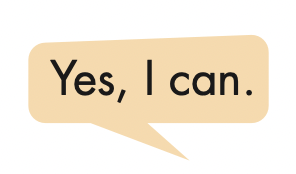 Yes, I can.